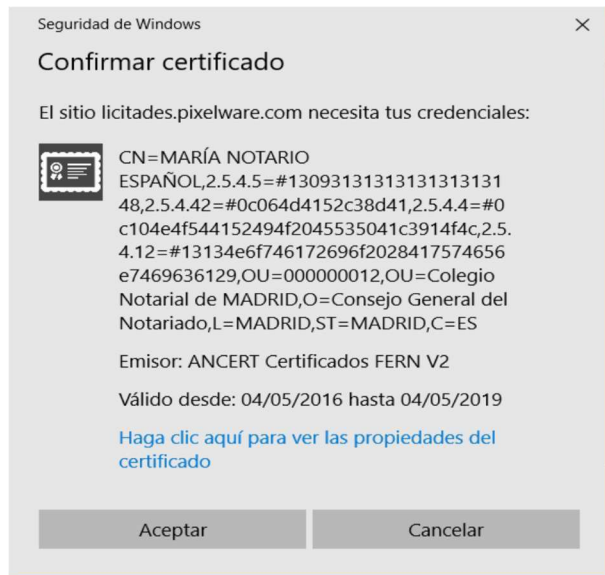 Seguridad de Windows
Confirmar certificado
El sitio licitades.pixelware.com necesita tus credenciales:
CN=MARÍA NOTARIO
ESPAÑOL,2.5.4.5=#13093131313131313131
48,2.5.4.42=#0c064d4152c38d41,2.5.4.4=#0
c104e4f544152494f2045535041c3914f4c,2.5.
4.12=#13134e6f746172696f2028417574656
e7469636129,OU=000000012,OU=Colegio
Notarial de MADRID,O=Consejo General del
Notariado,L=MADRID,ST=MADRID,C=ES
Emisor: ANCERT Certificados FERN V2
Válido desde: 04/05/2016 hasta 04/05/2019
Haga clic aquí para ver las propiedades del
certificado
Aceptar
Cancelar